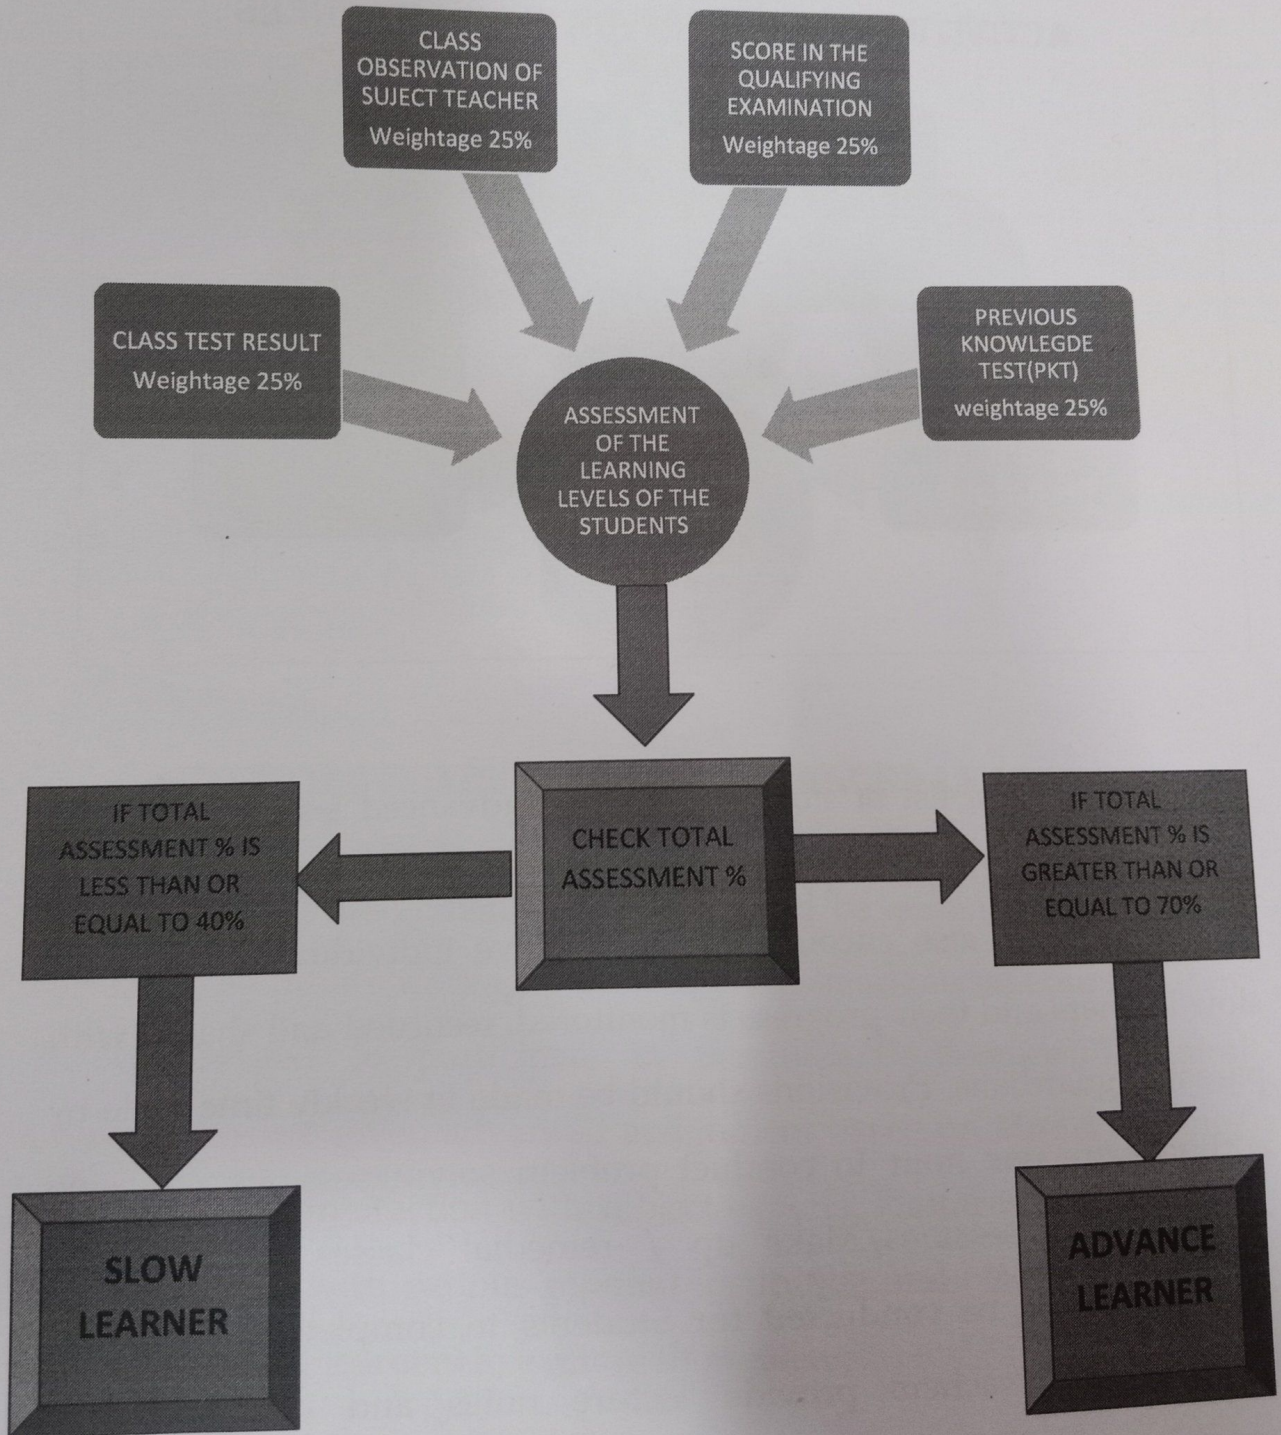 CLASS
OBSERVATION OF
SUJECT TEACHER
Weightage 25%
SCORE IN THE
QUALIFYING
EXAMINATION
Weightage 25%
CLASS TEST RESULT
Weightage 25%
PREVIOUS
KNOWLEGDE
TEST(PKT)
weightage 25%
ASSESSMENT
OF THE
LEARNING
LEVELS OF THE
STUDENTS
IF TOTAL
ASSESSMENT % IS
LESS THAN OR
EQUAL TO 40%
CHECK TOTAL
ASSESSMENT %
IF TOTAL
ASSESSMENT % IS
GREATER THAN OR
EQUAL TO 70%
SLOW
LEARNER
ADVANCE
LEARNER